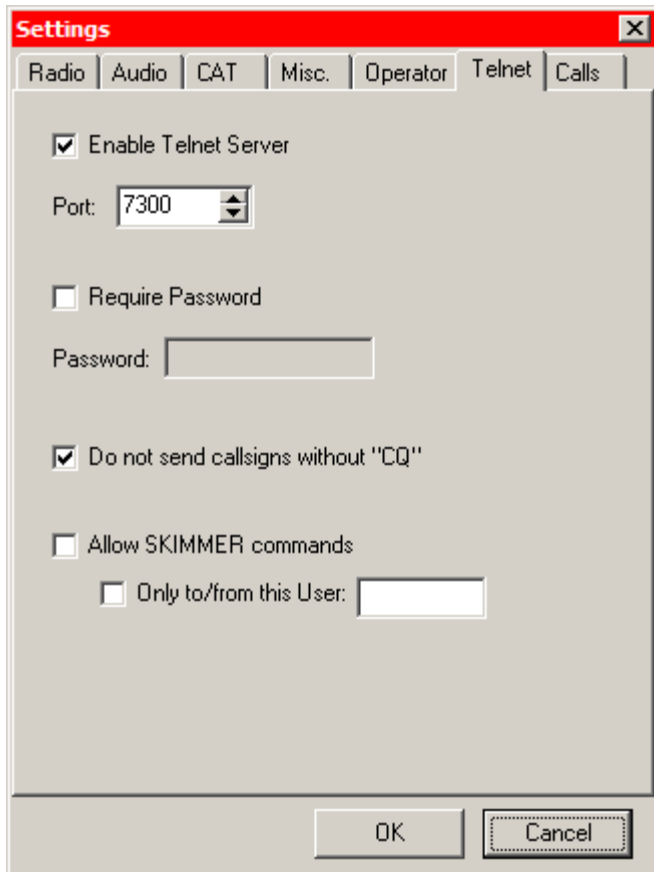 Settings
Radio Audio CAT Misc. Operator Telnet Calls
Enable Telnet Server
Port: 7300
Require Password
Password:
Do not send callsigns without "CQ"
Allow SKIMMER commands
Only to/from this User:
OK Cancel